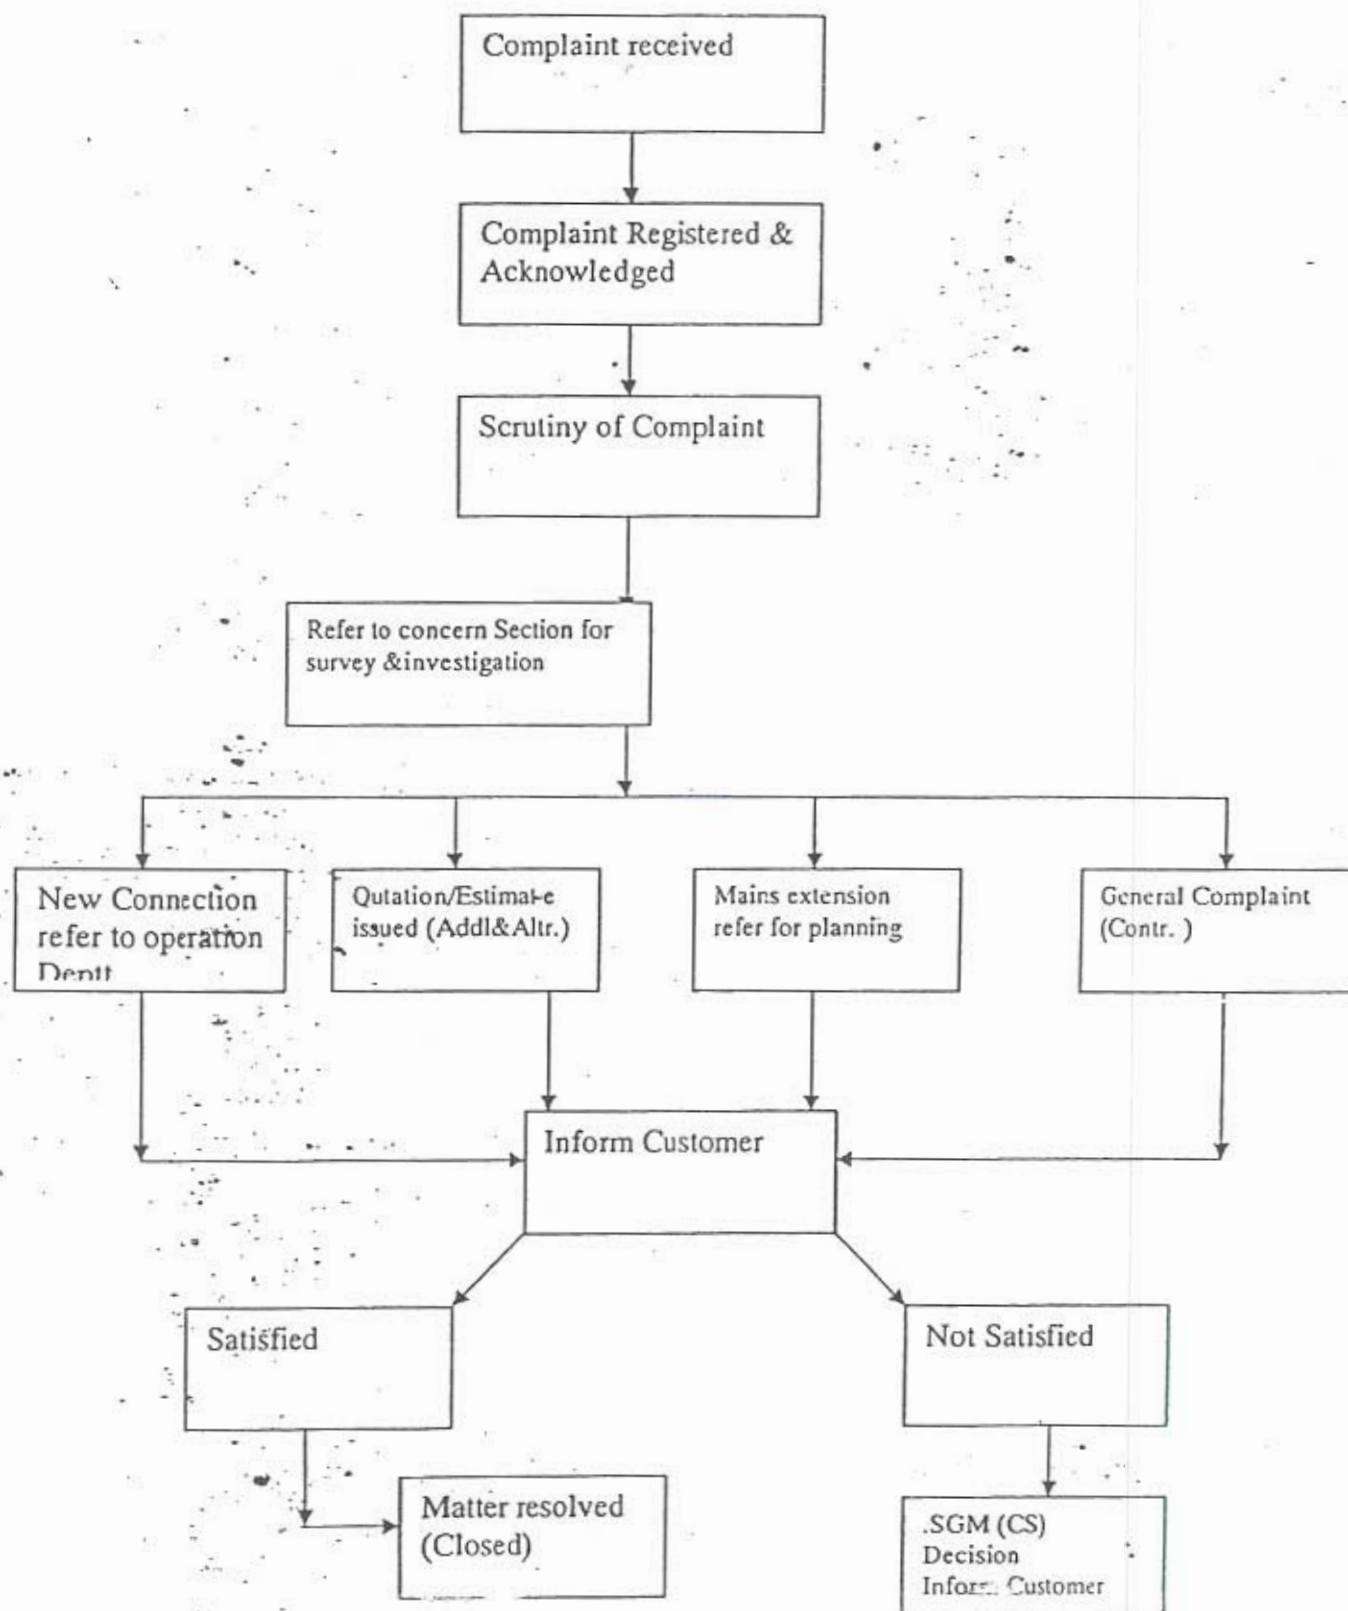 Complaint received
Complaint Registered &
Acknowledged
Scrutiny of Complaint
Refer to concern Section for
survey &investigation
New Connection
refer to operation
Deptt
Qutation/Estimate
issued (Addl&Altr.)
Mains extension
refer for planning
General Complaint
(Contr. )
Inform Customer
Satisfied
Not Satisfied
Matter resolved
(Closed)
.SGM (CS)
Decision
Inform Customer